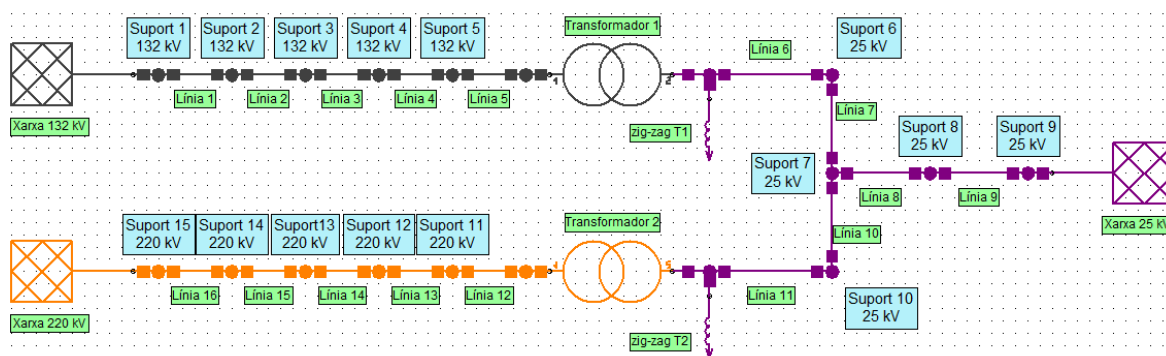 Suport 1
132 kV
Suport 2
132 kV
Suport 3
132 kV
Suport 4
132 kV
Suport 5
132 kV
Transformador 1
Suport 6
25 kV
Línia 6
1
2
Línia 1
Línia 2
Línia 3
Línia 4
Línia 5
Xarxa 132 kV
zig-zag T1
Línia 7
Suport 7
25 kV
Suport 8
25 kV
Suport 9
25 kV
Línia 8
Línia 9
Xarxa 25 kV
Suport 15
220 kV
Suport 14
220 kV
Suport13
220 kV
Suport 12
220 kV
Suport 11
220 kV
Transformador 2
Línia 10
Línia 16
Línia 15
Línia 14
Línia 13
Línia 12
Línia 11
Suport 10
25 kV
Xarxa 220 kV
zig-zag T2